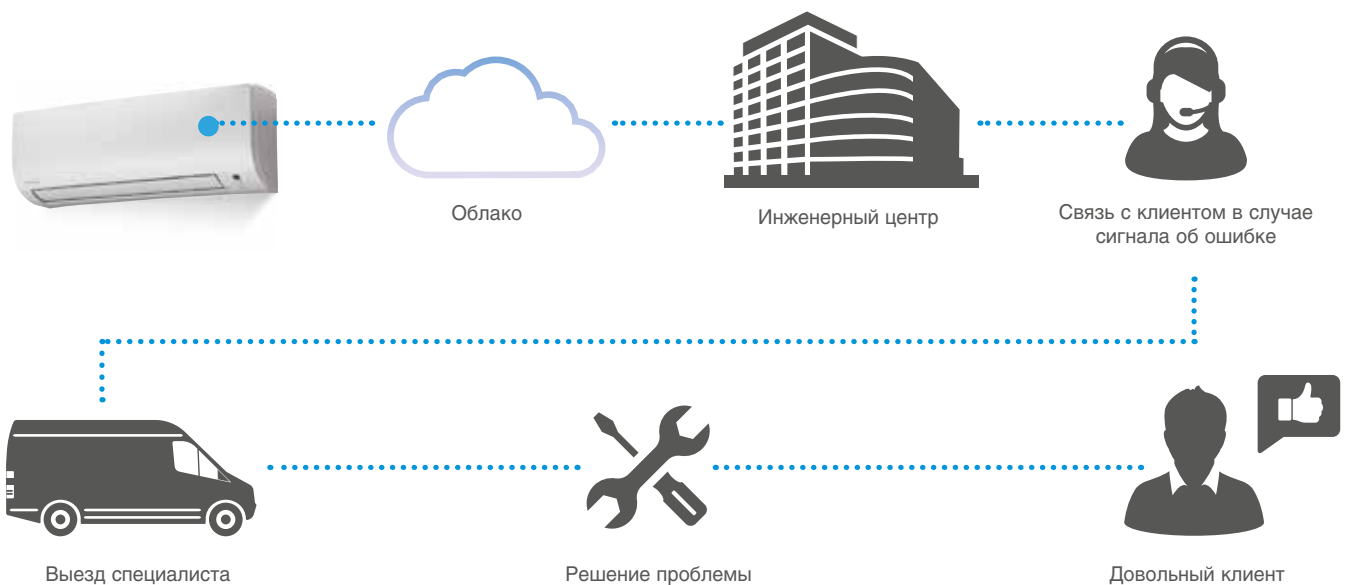 Облако
Инженерный центр
Связь с клиентом в случае
сигнала об ошибке
Выезд специалиста
Решение проблемы
Довольный клиент